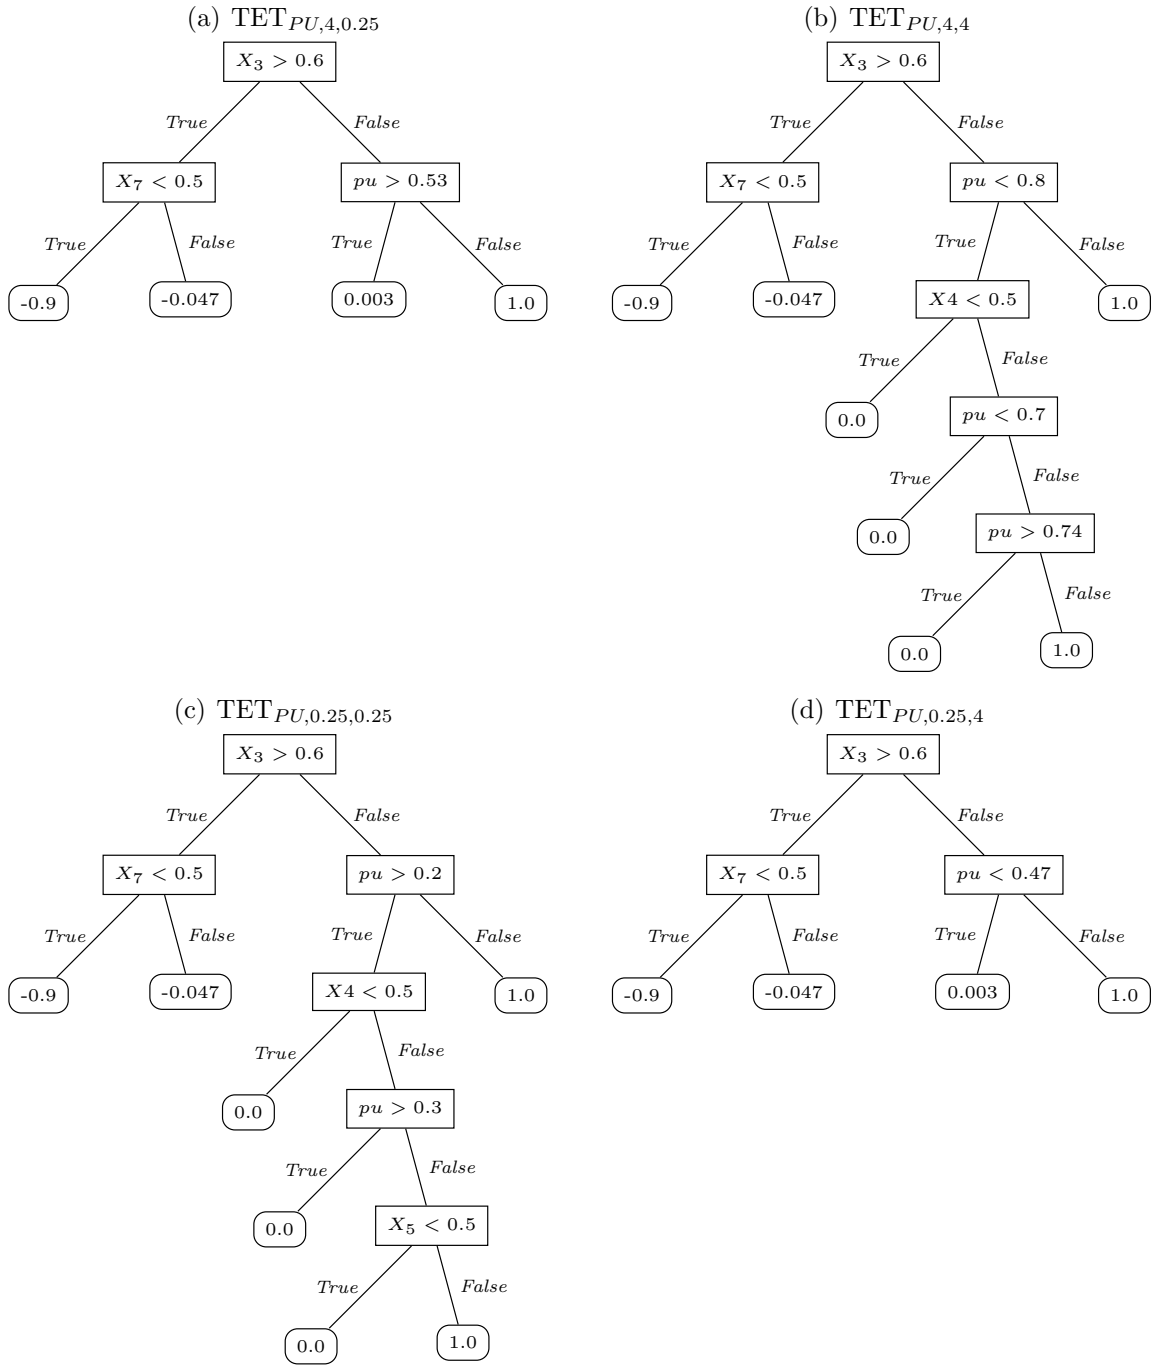 (a) TET_{PU,4,0.25}
X_3 > 0.6
True
False
X_7 < 0.5
pu > 0.53
True
False
True
False
-0.9
-0.047
0.003
1.0
(b) TET_{PU,4,4}
X_3 > 0.6
True
False
X_7 < 0.5
pu < 0.8
True
False
True
False
-0.9
-0.047
X4 < 0.5
1.0
True
False
0.0
pu < 0.7
True
False
0.0
pu > 0.74
True
False
0.0
1.0
(c) TET_{PU,0.25,0.25}
X_3 > 0.6
True
False
X_7 < 0.5
pu > 0.2
True
False
True
False
-0.9
-0.047
X4 < 0.5
1.0
True
False
0.0
pu > 0.3
True
False
0.0
X_5 < 0.5
True
False
0.0
1.0
(d) TET_{PU,0.25,4}
X_3 > 0.6
True
False
X_7 < 0.5
pu < 0.47
True
False
True
False
-0.9
-0.047
0.003
1.0